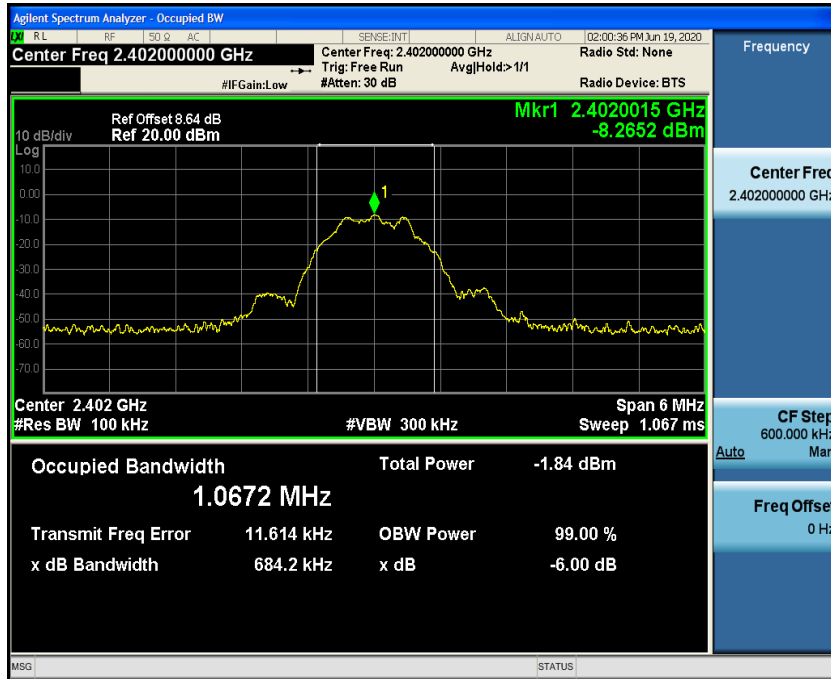 Agilent Spectrum Analyzer - Occupied BW
LXI RL RF 50 Ω AC SENSE:INT ALIGNAUTO 02:00:36 PM Jun 19, 2020
Center Freq 2.402000000 GHz Center Freq: 2.402000000 GHz Radio Std: None
Trig: Free Run Avg|Hold:>1/1
#IFGain:Low #Atten: 30 dB Radio Device: BTS
Frequency
Ref Offset 8.64 dB Mkr1 2.4020015 GHz
10 dB/div Ref 20.00 dBm -8.2652 dBm
Log
10.0
0.00
-10.0
-20.0
-30.0
-40.0
-50.0
-60.0
-70.0
1
Center 2.402 GHz Span 6 MHz
#Res BW 100 kHz #VBW 300 kHz Sweep 1.067 ms
Occupied Bandwidth Total Power -1.84 dBm
1.0672 MHz
Transmit Freq Error 11.614 kHz OBW Power 99.00 %
x dB Bandwidth 684.2 kHz x dB -6.00 dB
Center Freq
2.402000000 GHz
CF Step
600.000 kHz
Auto Man
Freq Offset
0 Hz
MSG STATUS